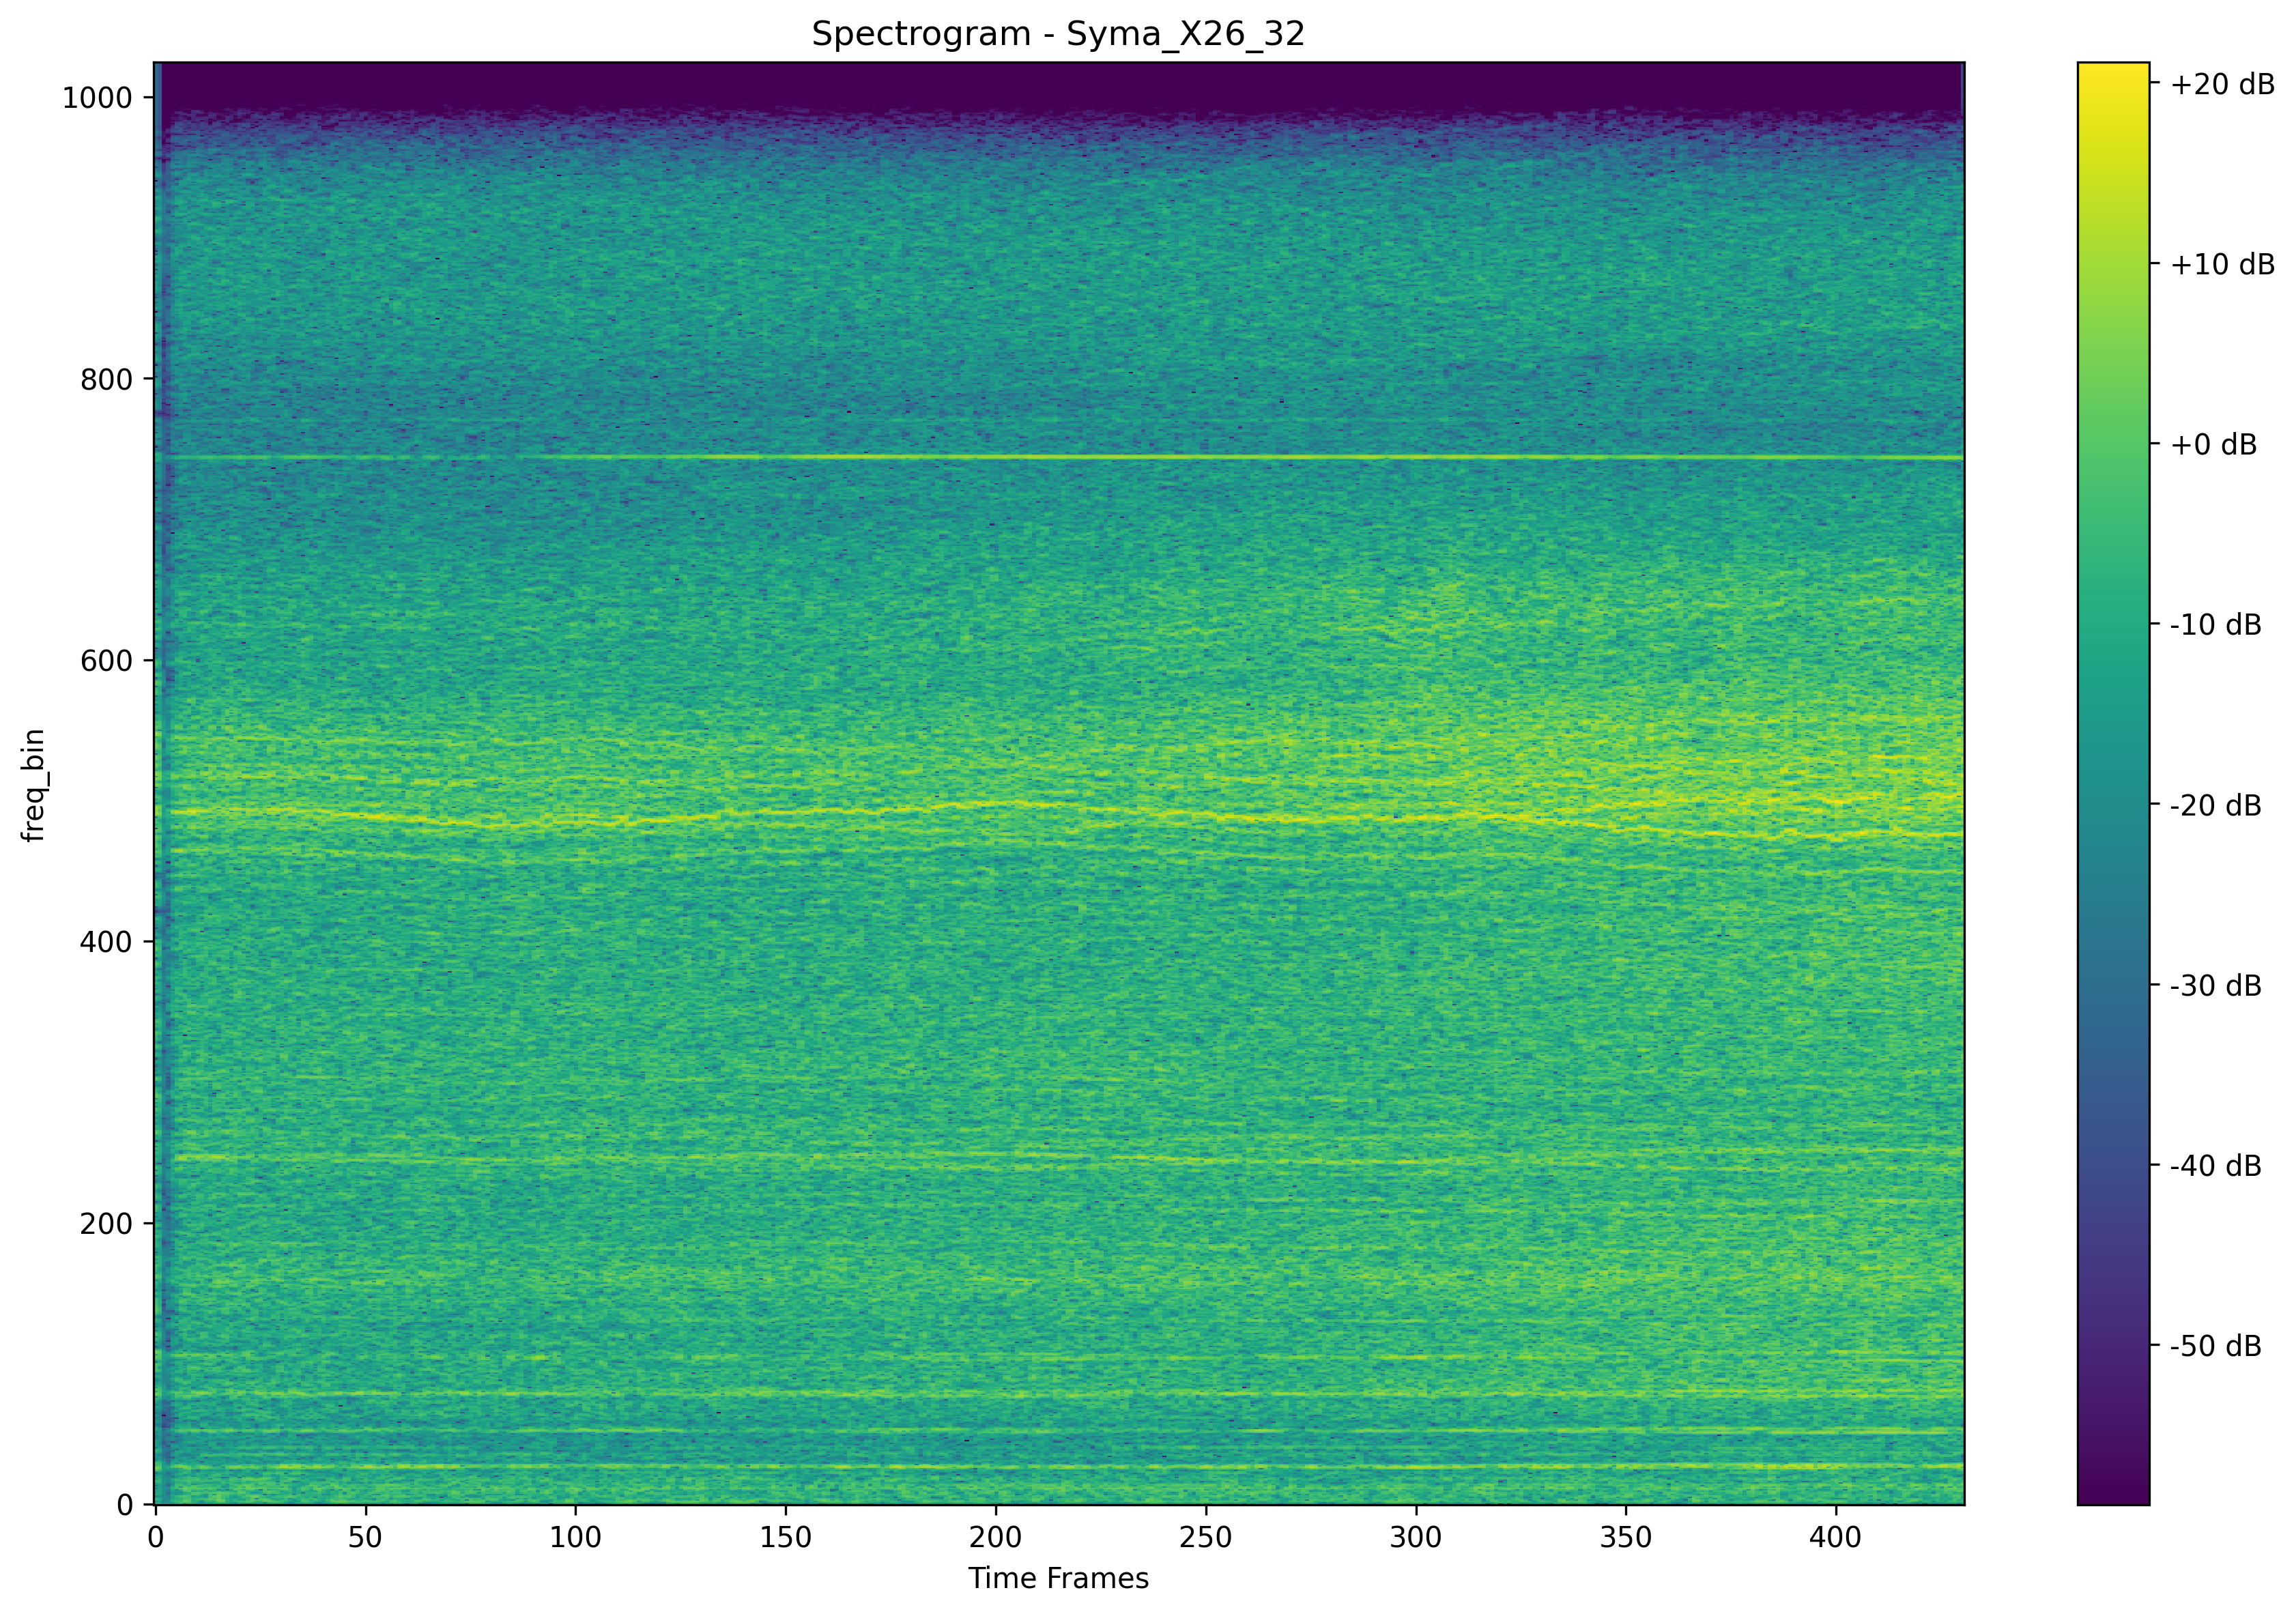 Spectrogram - Syma_X26_32
1000
800
600
400
200
0
freq_bin
0 50 100 150 200 250 300 350 400
Time Frames
+20 dB
+10 dB
+0 dB
-10 dB
-20 dB
-30 dB
-40 dB
-50 dB